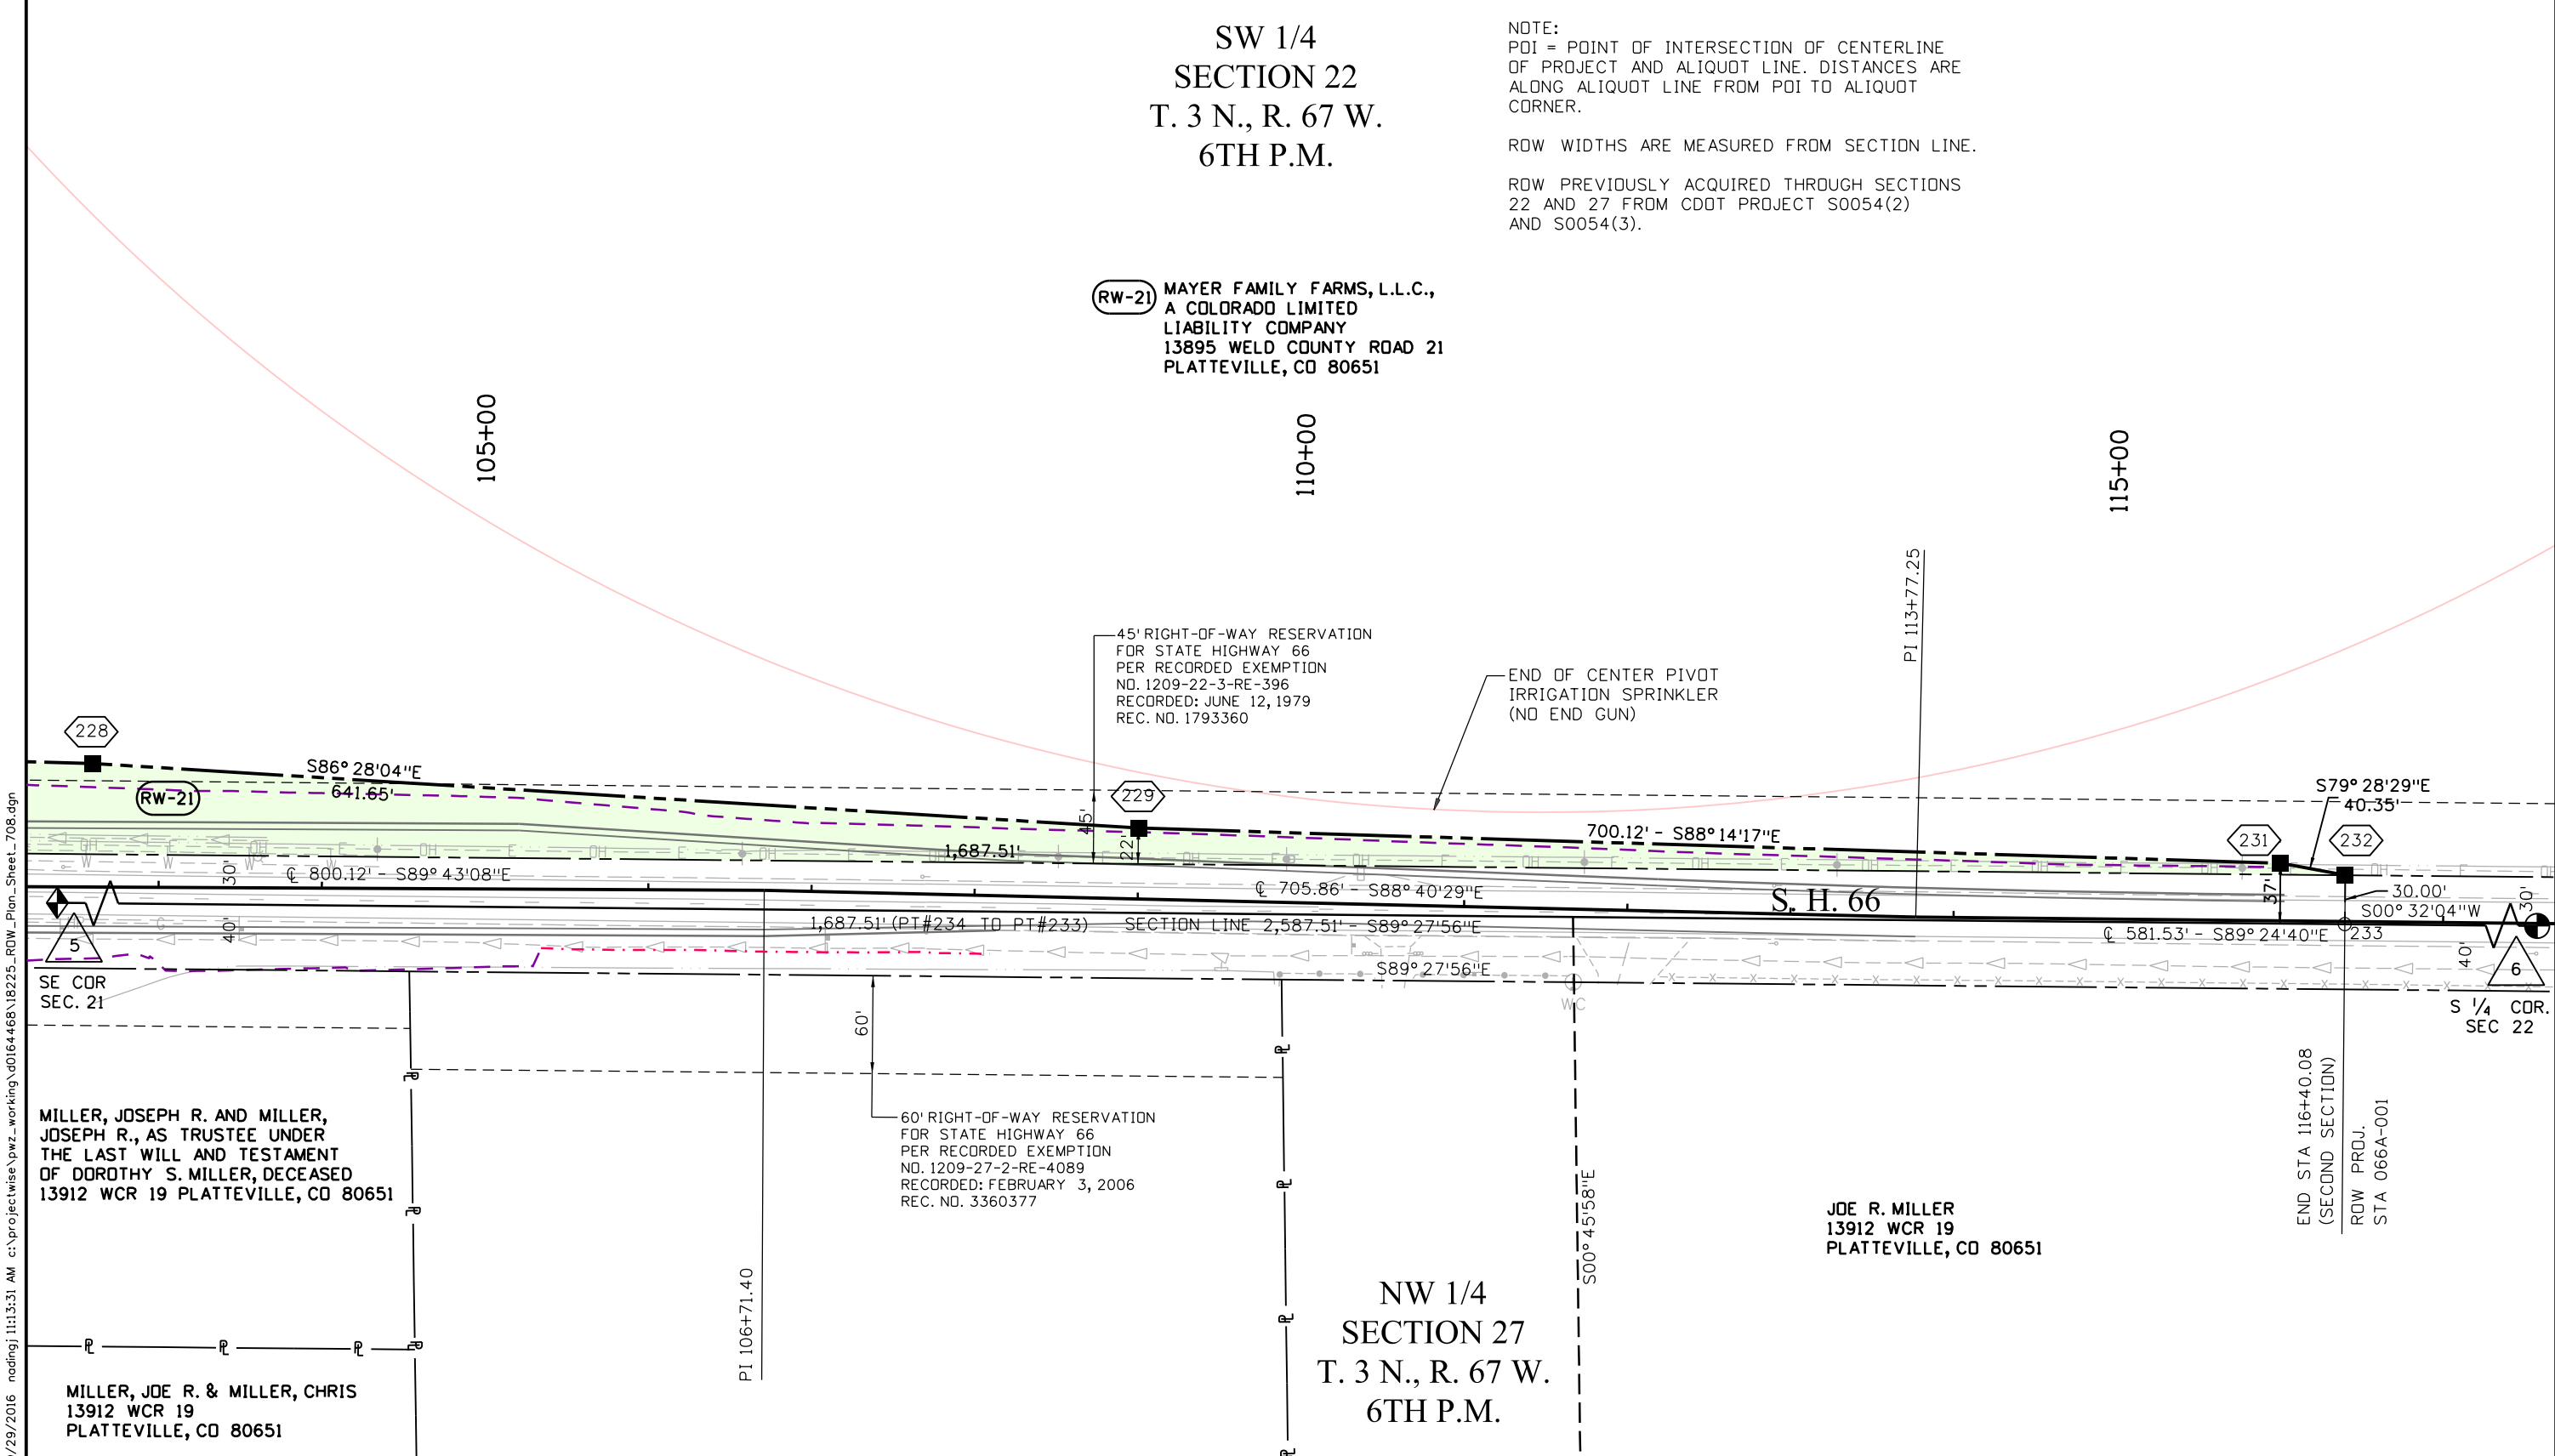 SW 1/4
SECTION 22
T. 3 N., R. 67 W.
6TH P.M.
NOTE:
POI = POINT OF INTERSECTION OF CENTERLINE
OF PROJECT AND ALIQUOT LINE. DISTANCES ARE
ALONG ALIQUOT LINE FROM POI TO ALIQUOT
CORNER.
ROW WIDTHS ARE MEASURED FROM SECTION LINE.
ROW PREVIOUSLY ACQUIRED THROUGH SECTIONS
22 AND 27 FROM CDOT PROJECT S0054(2)
AND S0054(3).
RW-21
MAYER FAMILY FARMS, L.L.C.,
A COLORADO LIMITED
LIABILITY COMPANY
13895 WELD COUNTY ROAD 21
PLATTEVILLE, CO 80651
105+00
110+00
115+00
PI 113+77.25
45' RIGHT-OF-WAY RESERVATION
FOR STATE HIGHWAY 66
PER RECORDED EXEMPTION
NO. 1209-22-3-RE-396
RECORDED: JUNE 12, 1979
REC. NO. 1793360
END OF CENTER PIVOT
IRRIGATION SPRINKLER
(NO END GUN)
228
S86° 28'04"E
641.65'
RW-21
229
45'
22'
1,687.51'
700.12' - S88° 14'17"E
S79° 28'29"E
40.35'
231
232
37'
30.00'
S00° 32'04"W
30'
℄ 800.12' - S89° 43'08"E
30'
℄ 705.86' - S88° 40'29"E
S. H. 66
40'
1,687.51' (PT#234 TO PT#233)
SECTION LINE 2,587.51' - S89° 27'56"E
℄ 581.53' - S89° 24'40"E
233
40'
5
6
SE COR
SEC. 21
S89° 27'56"E
WC
S 1/4 COR.
SEC 22
60'
60' RIGHT-OF-WAY RESERVATION
FOR STATE HIGHWAY 66
PER RECORDED EXEMPTION
NO. 1209-27-2-RE-4089
RECORDED: FEBRUARY 3, 2006
REC. NO. 3360377
MILLER, JOSEPH R. AND MILLER,
JOSEPH R., AS TRUSTEE UNDER
THE LAST WILL AND TESTAMENT
OF DOROTHY S. MILLER, DECEASED
13912 WCR 19 PLATTEVILLE, CO 80651
PI 106+71.40
S00° 45'58"E
JOE R. MILLER
13912 WCR 19
PLATTEVILLE, CO 80651
END STA 116+40.08
(SECOND SECTION)
ROW PROJ.
STA 066A-001
NW 1/4
SECTION 27
T. 3 N., R. 67 W.
6TH P.M.
MILLER, JOE R. & MILLER, CHRIS
13912 WCR 19
PLATTEVILLE, CO 80651
/29/2016 nodingj 11:13:31 AM c:\projectwise\pwz_working\d0164468\18225_ROW_Plan_Sheet_708.dgn